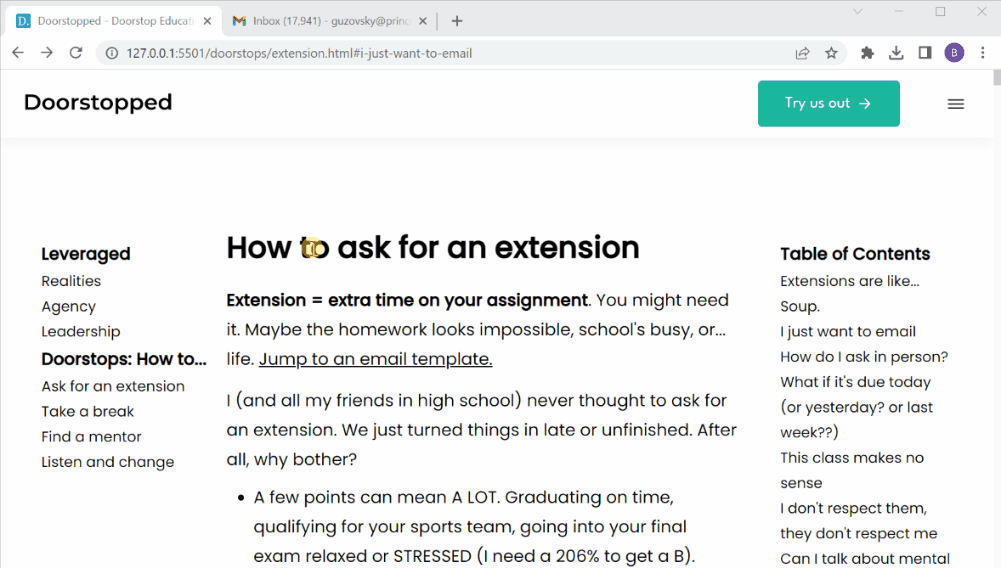 Doorstopped - Doorstop Educati
Inbox (17,941) - guzovsky@princ
127.0.0.1:5501/doorstops/extension.html#i-just-want-to-email
B
Doorstopped
Try us out →
Leveraged
Realities
Agency
Leadership
Doorstops: How to...
Ask for an extension
Take a break
Find a mentor
Listen and change
How to ask for an extension
Extension = extra time on your assignment. You might need
it. Maybe the homework looks impossible, school's busy, or...
life. Jump to an email template.
I (and all my friends in high school) never thought to ask for
an extension. We just turned things in late or unfinished. After
all, why bother?
• A few points can mean A LOT. Graduating on time,
qualifying for your sports team, going into your final
exam relaxed or STRESSED (I need a 206% to get a B).
Table of Contents
Extensions are like...
Soup.
I just want to email
How do I ask in person?
What if it's due today
(or yesterday? or last
week??)
This class makes no
sense
I don't respect them,
they don't respect me
Can I talk about mental